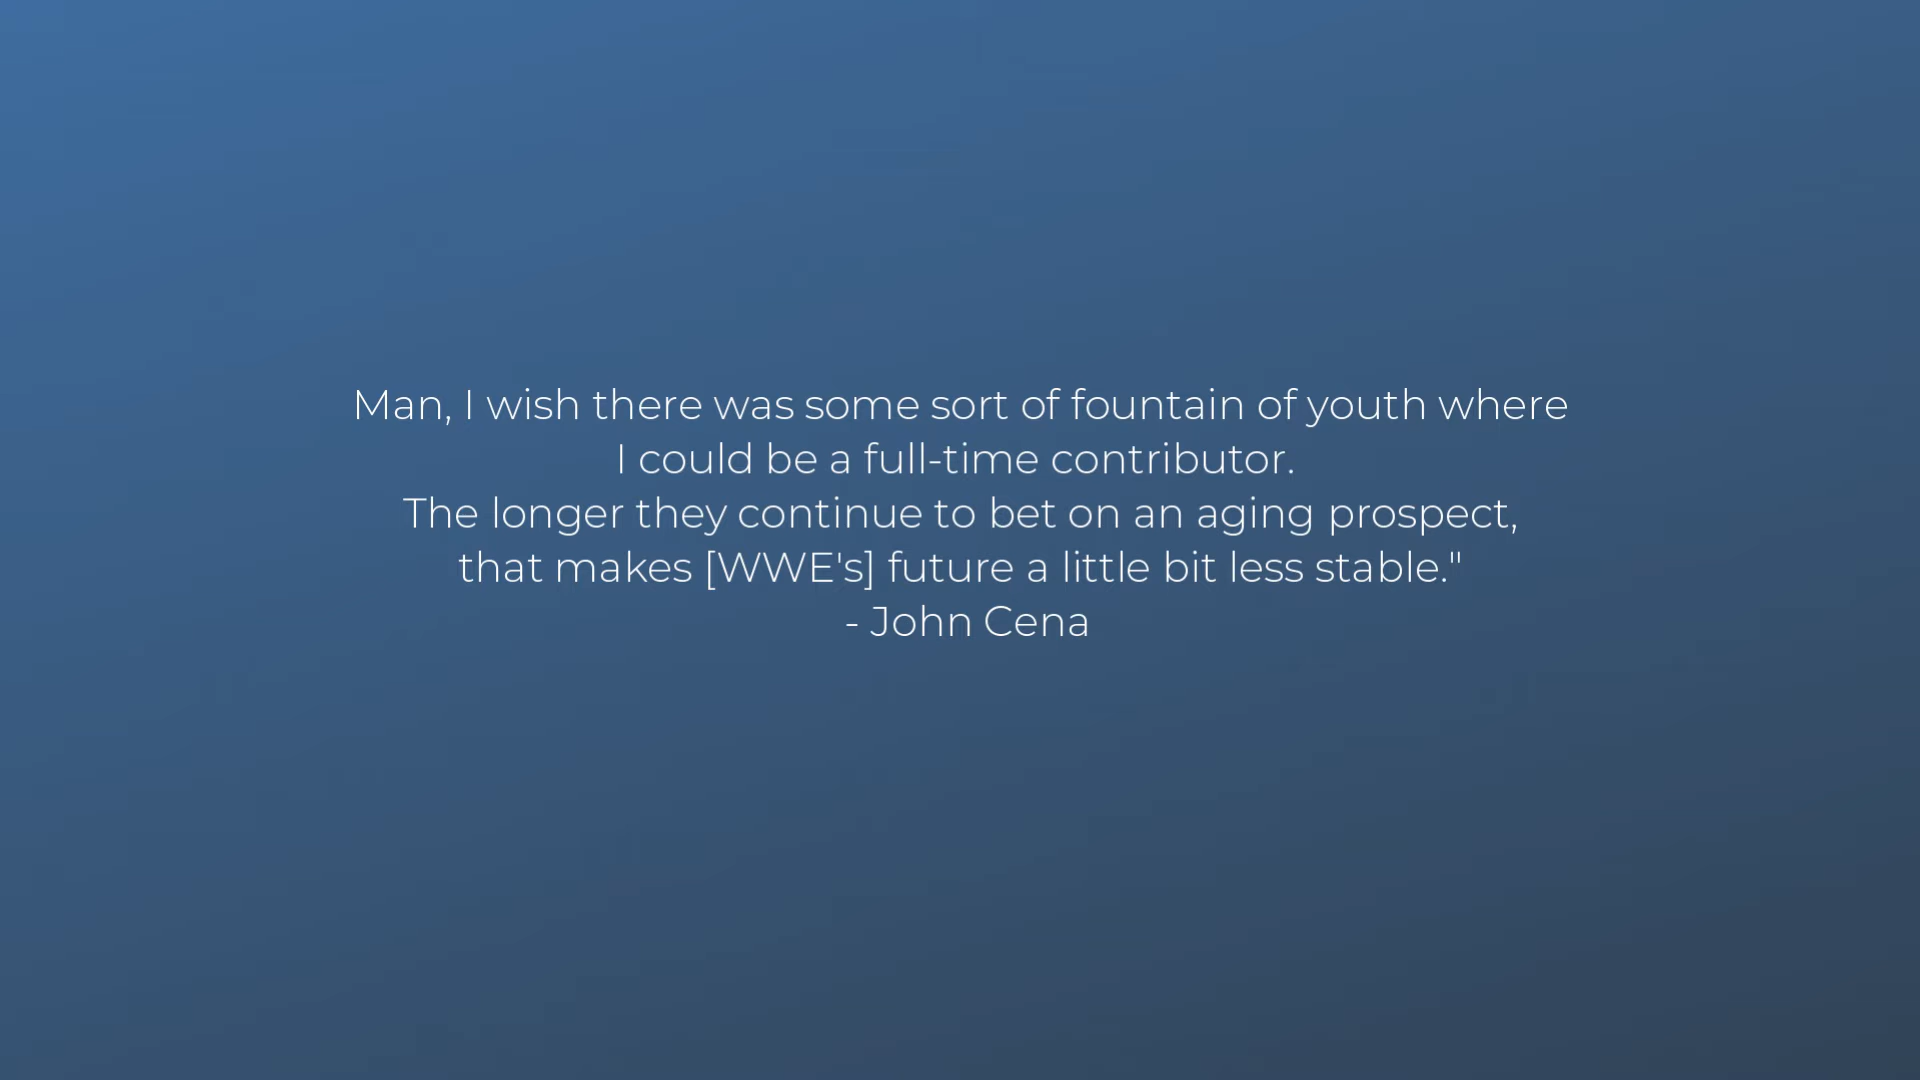 Man, I wish there was some sort of fountain of youth where
I could be a full-time contributor.
The longer they continue to bet on an aging prospect,
that makes [WWE's] future a little bit less stable."
- John Cena